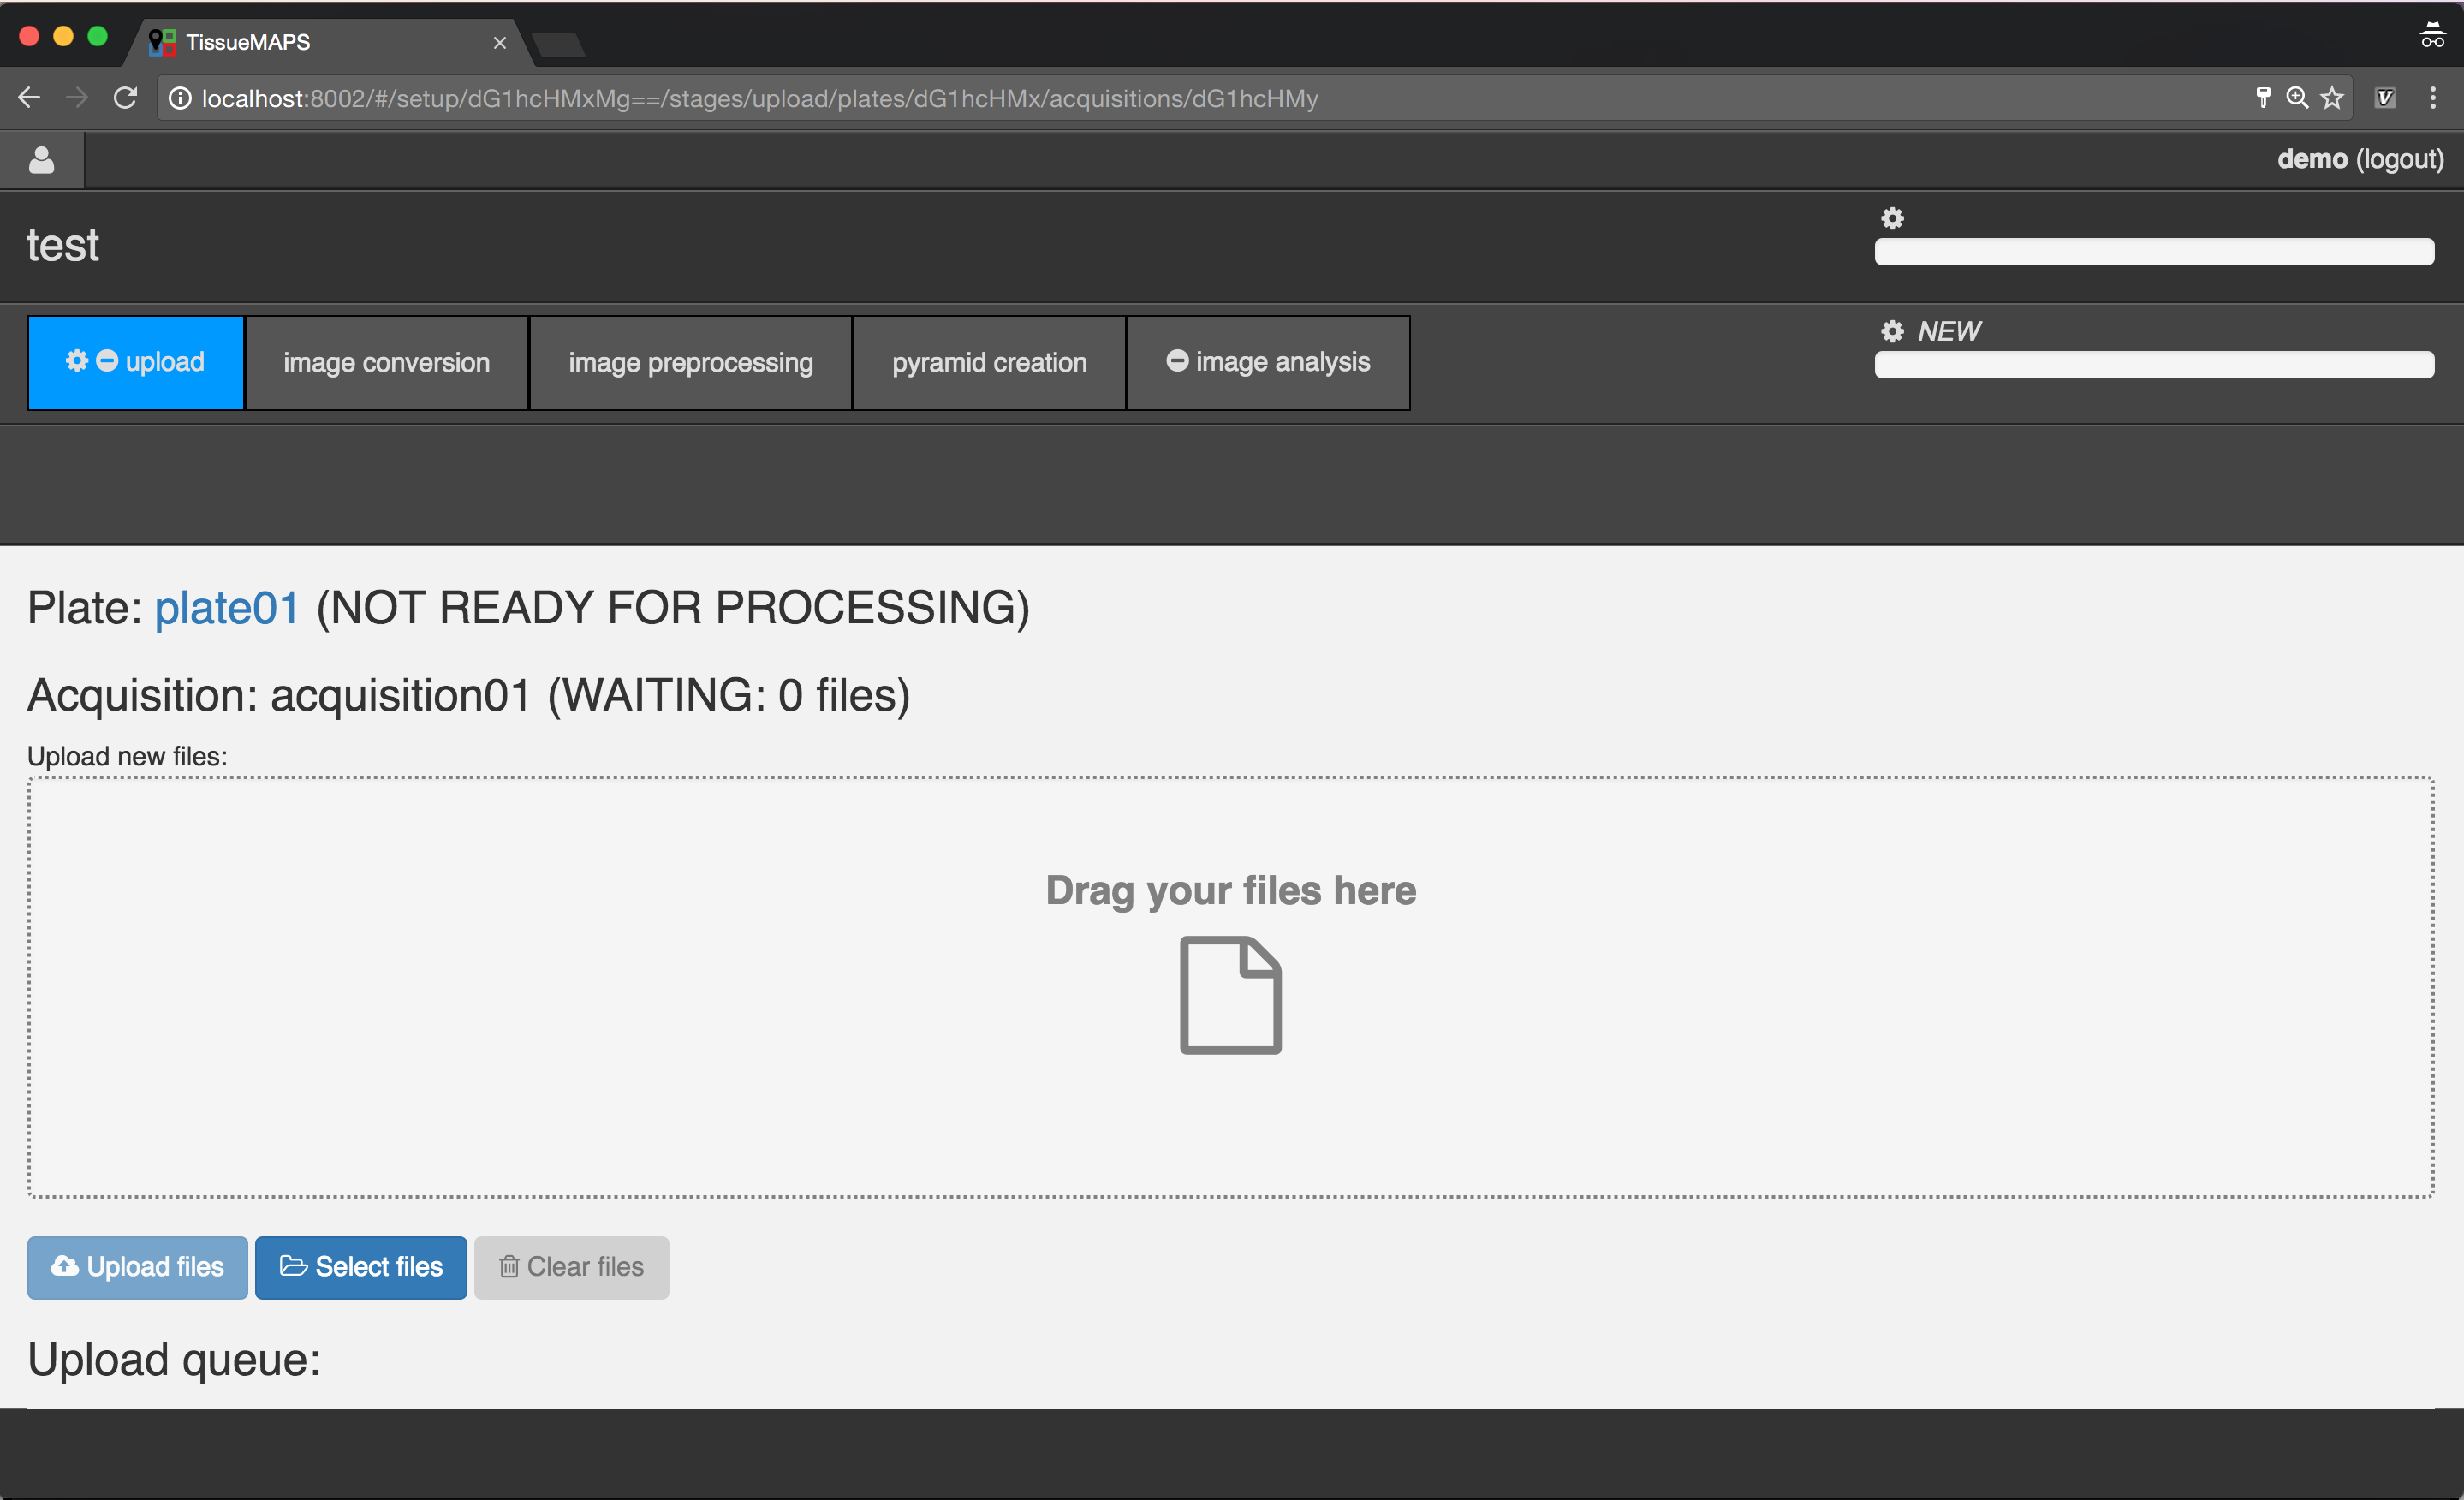 TissueMAPS
localhost:8002/#/setup/dG1hcHMxMg==/stages/upload/plates/dG1hcHMx/acquisitions/dG1hcHMy
demo (logout)
test
NEW
upload
image conversion
image preprocessing
pyramid creation
image analysis
Plate: plate01 (NOT READY FOR PROCESSING)
Acquisition: acquisition01 (WAITING: 0 files)
Upload new files:
Drag your files here
Upload files
Select files
Clear files
Upload queue: